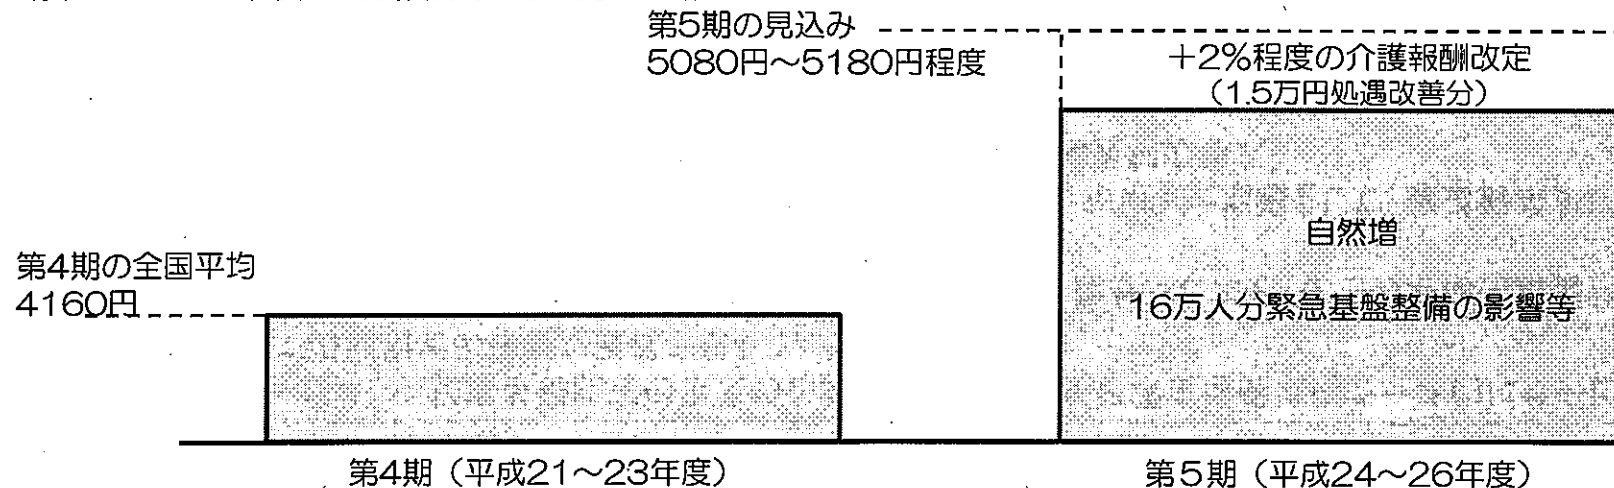 第5期の見込み
5080円～5180円程度
＋2%程度の介護報酬改定
（1.5万円処遇改善分）
自然増
16万人分緊急基盤整備の影響等
第4期の全国平均
4160円
第4期（平成21～23年度）
第5期（平成24～26年度）